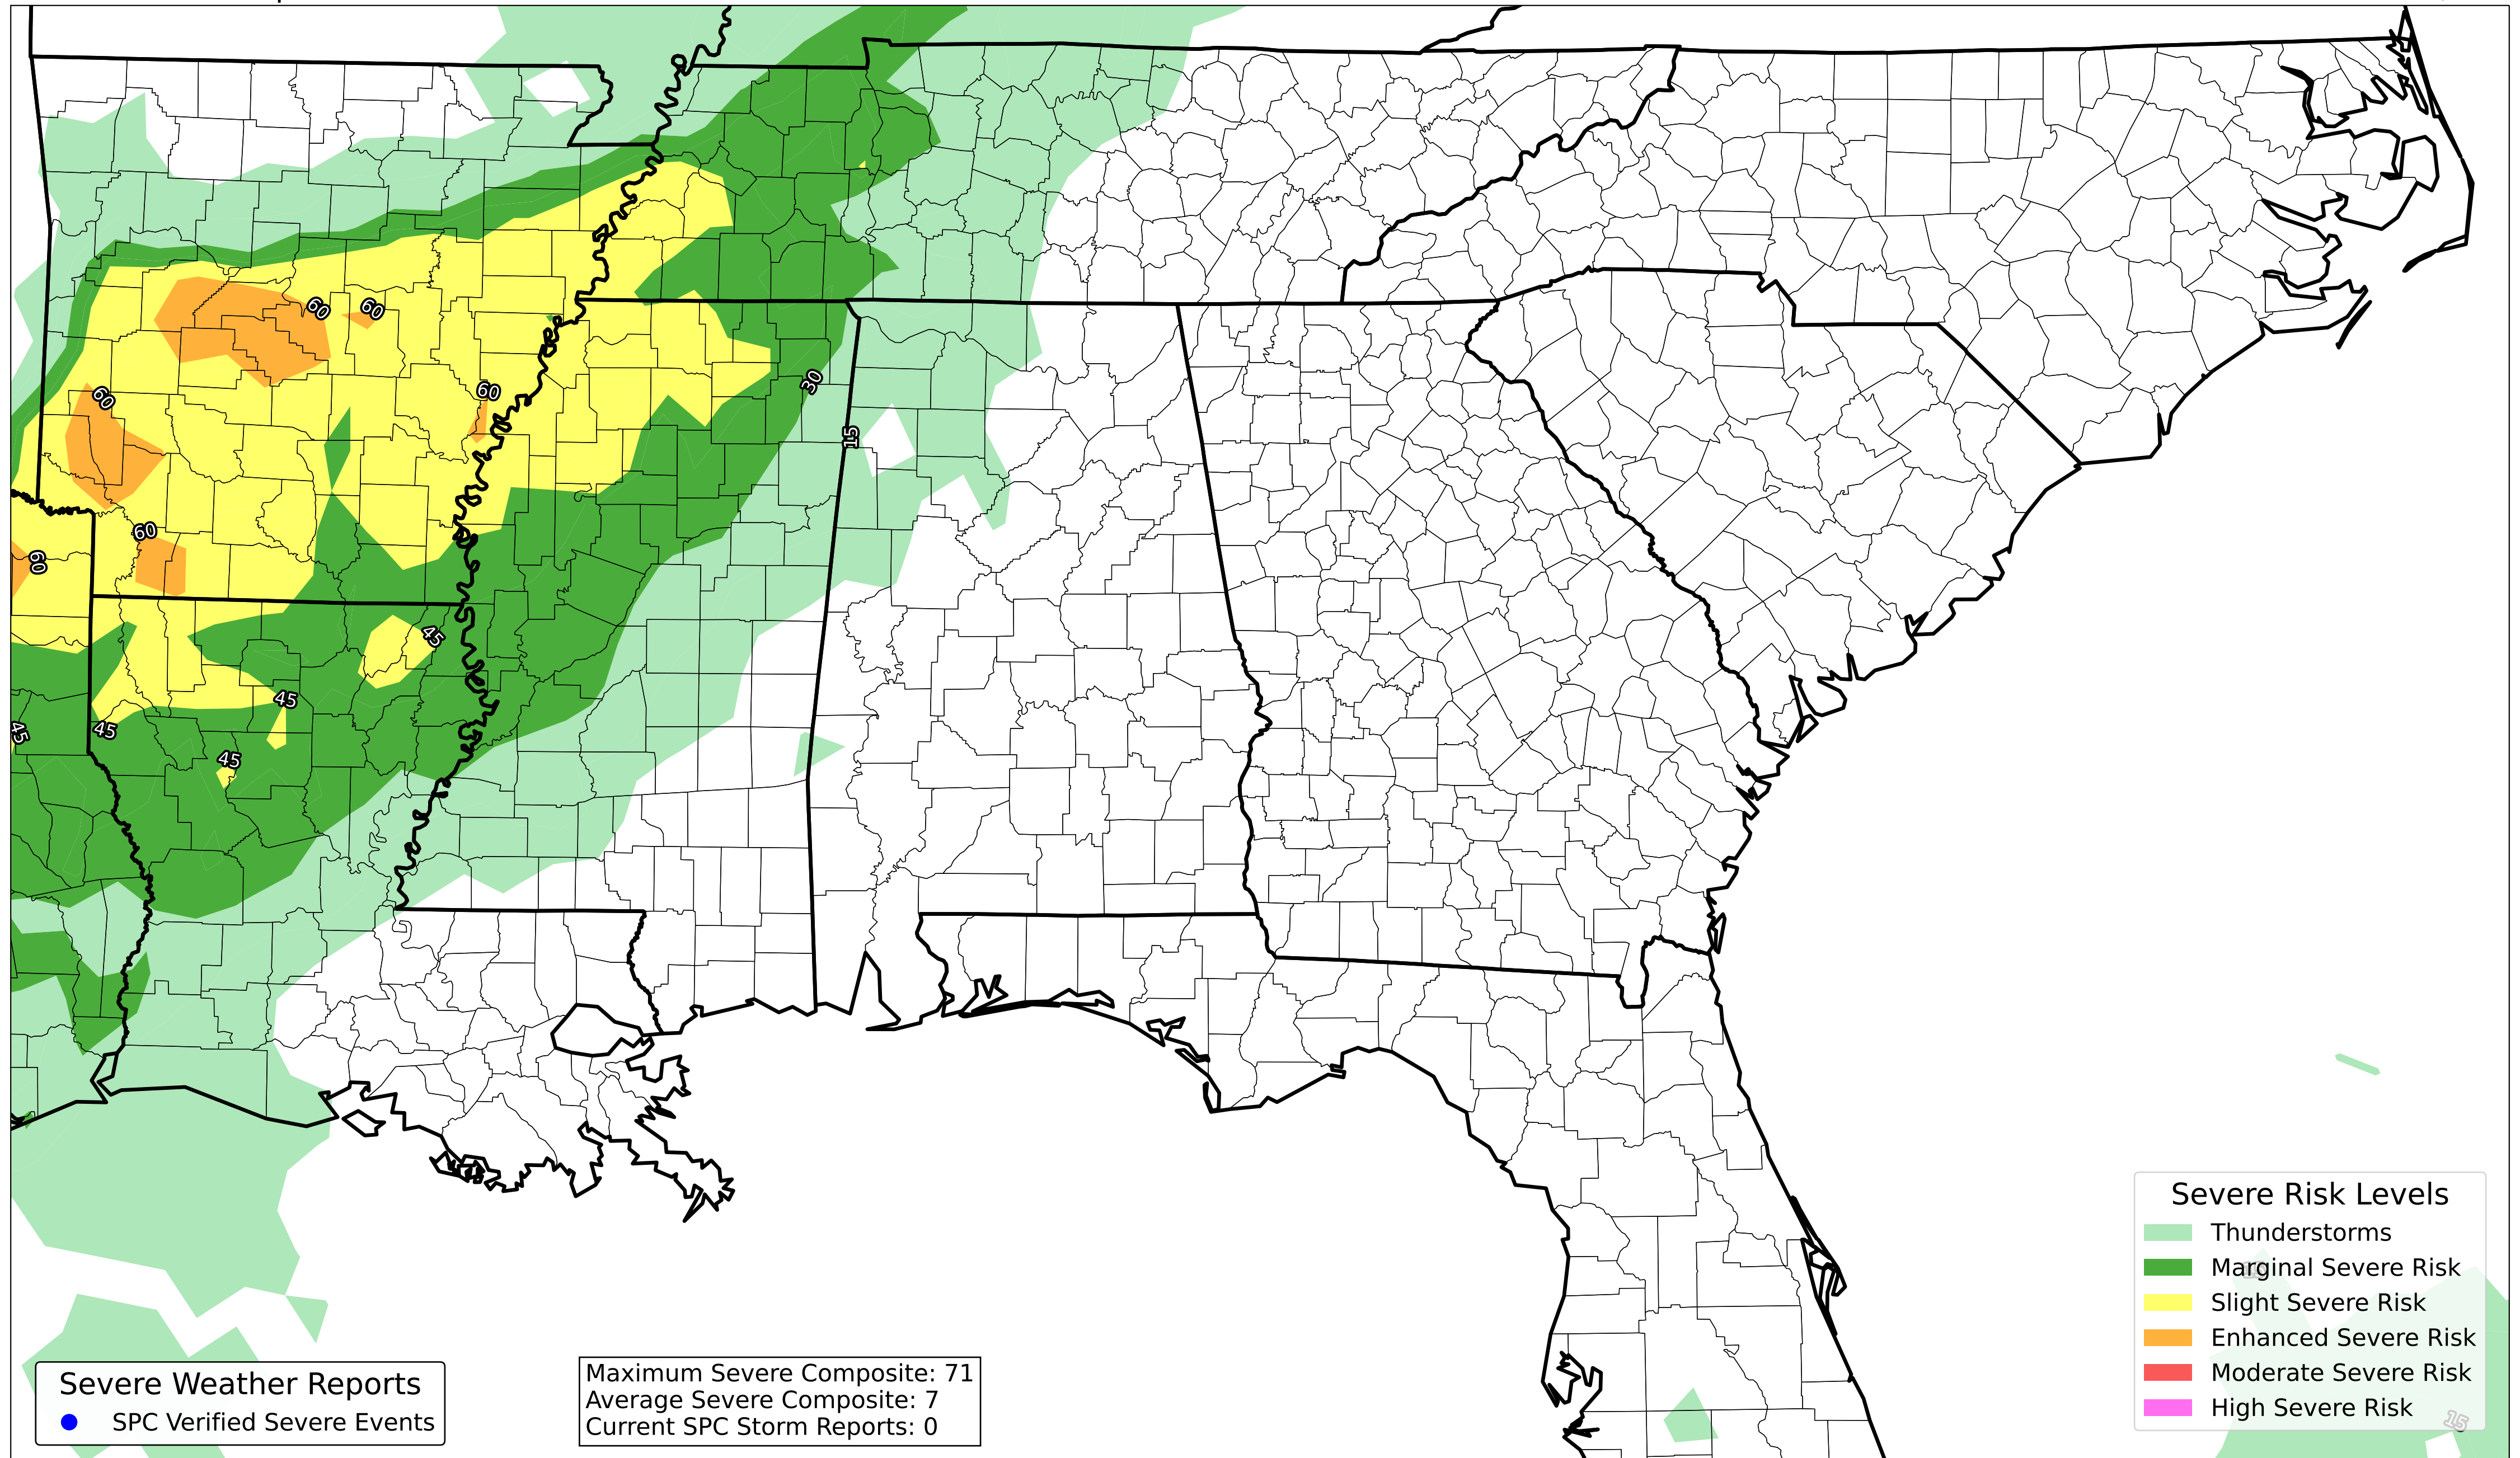 60
60
30
60
60
15
60
60
45
45
45
45
45
Severe Risk Levels
Thunderstorms
Marginal Severe Risk
Slight Severe Risk
Enhanced Severe Risk
Moderate Severe Risk
High Severe Risk
15
Severe Weather Reports
SPC Verified Severe Events
Maximum Severe Composite: 71
Average Severe Composite: 7
Current SPC Storm Reports: 0